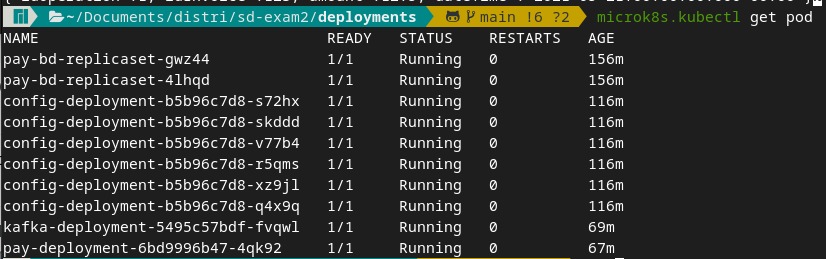 ~/Documents/distri/sd-exam2/deployments main !6 ?2 microk8s.kubectl get pod
NAME READY STATUS RESTARTS AGE
pay-bd-replicaset-gwz44 1/1 Running 0 156m
pay-bd-replicaset-4lhqd 1/1 Running 0 156m
config-deployment-b5b96c7d8-s72hx 1/1 Running 0 116m
config-deployment-b5b96c7d8-skddd 1/1 Running 0 116m
config-deployment-b5b96c7d8-v77b4 1/1 Running 0 116m
config-deployment-b5b96c7d8-r5qms 1/1 Running 0 116m
config-deployment-b5b96c7d8-xz9jl 1/1 Running 0 116m
config-deployment-b5b96c7d8-q4x9q 1/1 Running 0 116m
kafka-deployment-5495c57bdf-fvqwl 1/1 Running 0 69m
pay-deployment-6bd9996b47-4qk92 1/1 Running 0 67m